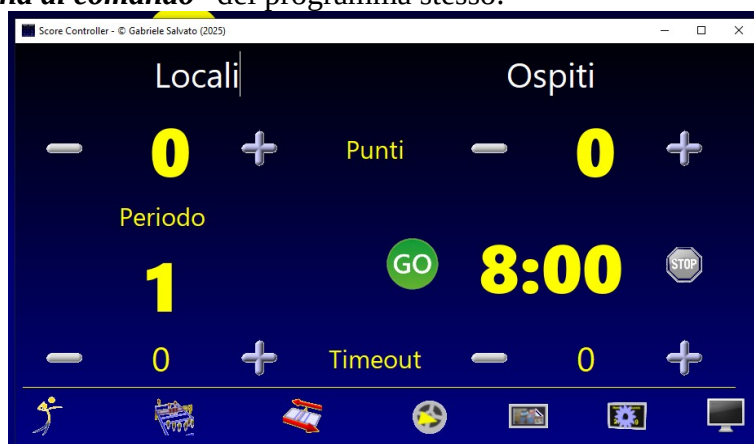 na di comando" del programma stesso:
Score Controller - © Gabriele Salvato (2025)
Locali Ospiti
0 Punti 0
Periodo
GO 8:00 STOP
1
0 Timeout 0